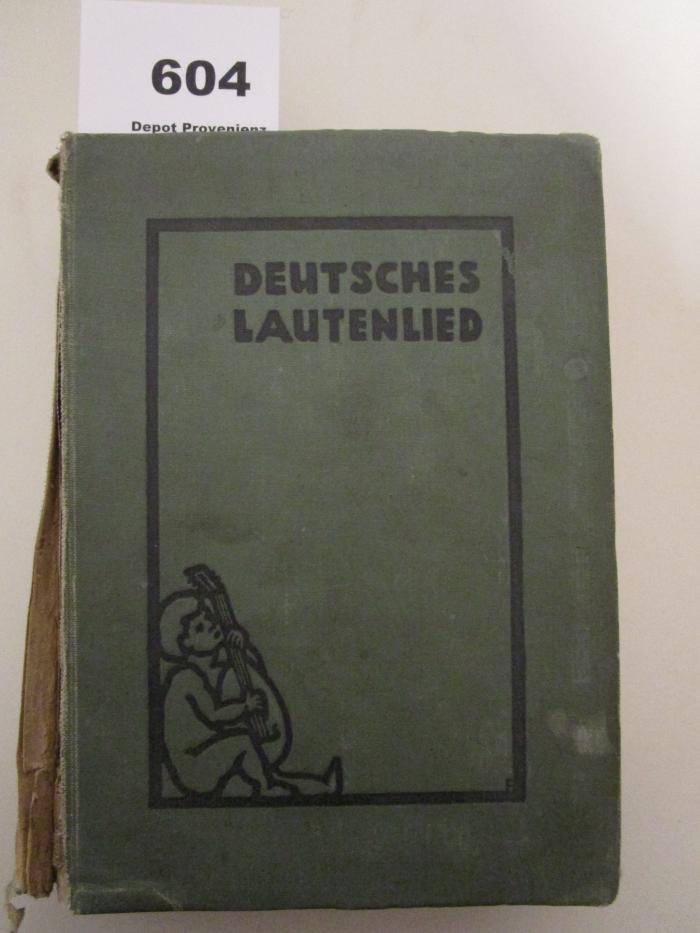 604
Depot Provenienz
DEUTSCHES
LAUTENLIED